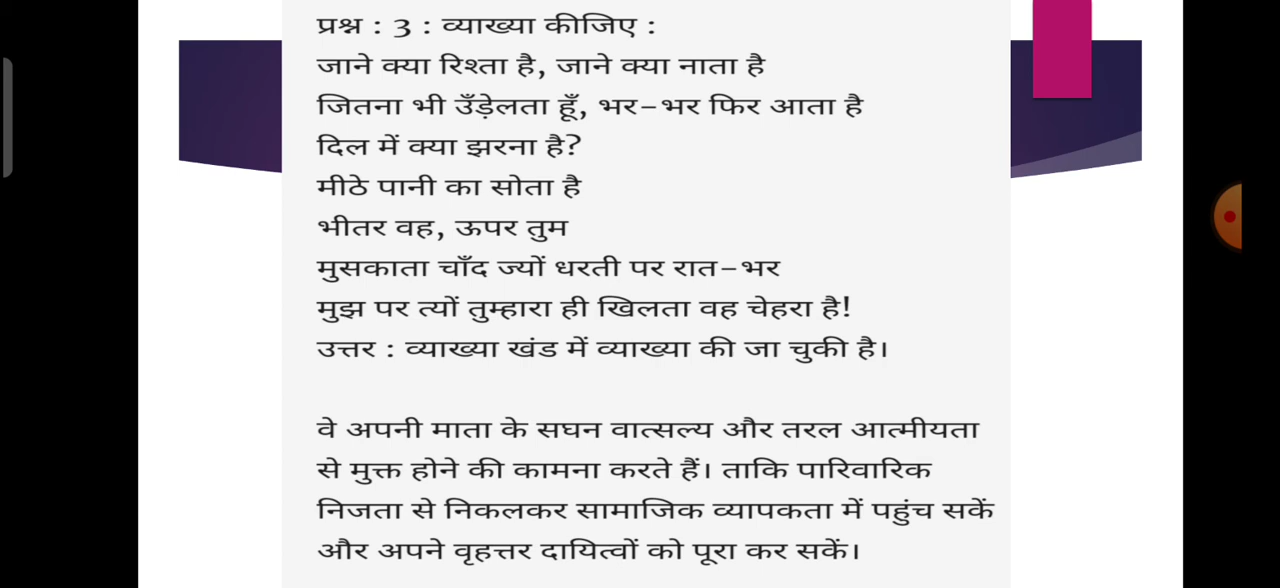 प्रश्न : 3 : व्याख्या कीजिए :
जाने क्या रिश्ता है, जाने क्या नाता है
जितना भी उँड़ेलता हूँ, भर–भर फिर आता है
दिल में क्या झरना है?
मीठे पानी का सोता है
भीतर वह, ऊपर तुम
मुसकाता चाँद ज्यों धरती पर रात–भर
मुझ पर त्यों तुम्हारा ही खिलता वह चेहरा है!
उत्तर : व्याख्या खंड में व्याख्या की जा चुकी है।
वे अपनी माता के सघन वात्सल्य और तरल आत्मीयता
से मुक्त होने की कामना करते हैं। ताकि पारिवारिक
निजता से निकलकर सामाजिक व्यापकता में पहुंच सकें
और अपने वृहत्तर दायित्वों को पूरा कर सकें।